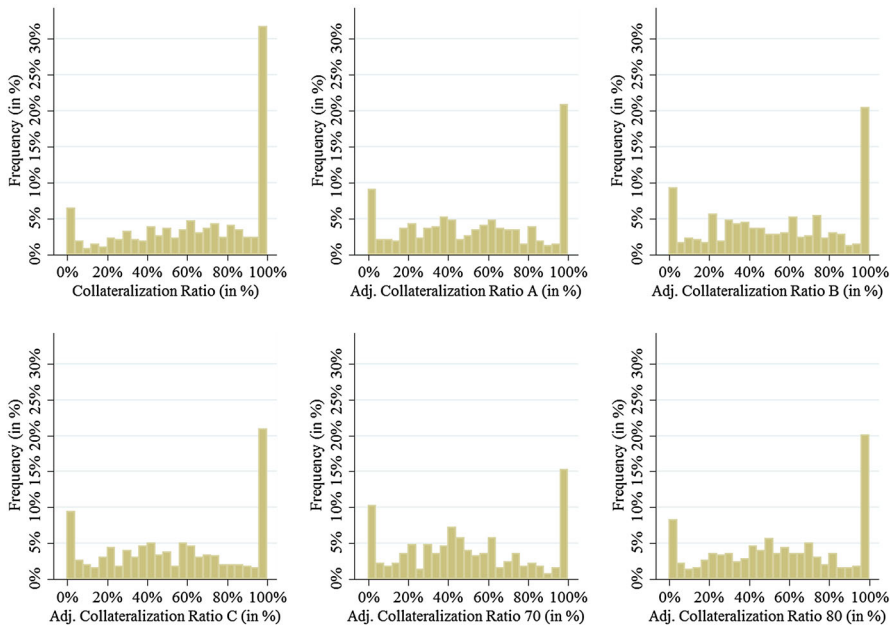 Frequency (in %)
0% 5% 10% 15% 20% 25% 30%
0% 20% 40% 60% 80% 100%
Collateralization Ratio (in %)
Frequency (in %)
0% 5% 10% 15% 20% 25% 30%
0% 20% 40% 60% 80% 100%
Adj. Collateralization Ratio A (in %)
Frequency (in %)
0% 5% 10% 15% 20% 25% 30%
0% 20% 40% 60% 80% 100%
Adj. Collateralization Ratio B (in %)
Frequency (in %)
0% 5% 10% 15% 20% 25% 30%
0% 20% 40% 60% 80% 100%
Adj. Collateralization Ratio C (in %)
Frequency (in %)
0% 5% 10% 15% 20% 25% 30%
0% 20% 40% 60% 80% 100%
Adj. Collateralization Ratio 70 (in %)
Frequency (in %)
0% 5% 10% 15% 20% 25% 30%
0% 20% 40% 60% 80% 100%
Adj. Collateralization Ratio 80 (in %)